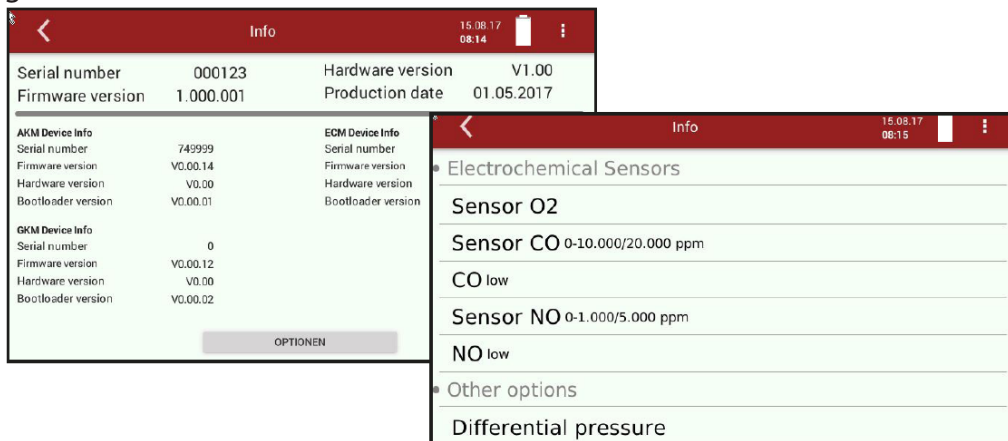 Info
15.08.17
08:14
Serial number 000123 Hardware version V1.00
Firmware version 1.000.001 Production date 01.05.2017
AKM Device Info
Serial number 749999
Firmware version V0.00.14
Hardware version V0.00
Bootloader version V0.00.01
GKM Device Info
Serial number 0
Firmware version V0.00.12
Hardware version V0.00
Bootloader version V0.00.02
ECM Device Info
Serial number
Firmware version
Hardware version
Bootloader version
OPTIONEN
Info
15.08.17
08:15
Electrochemical Sensors
Sensor O2
Sensor CO 0-10.000/20.000 ppm
CO low
Sensor NO 0-1.000/5.000 ppm
NO low
Other options
Differential pressure